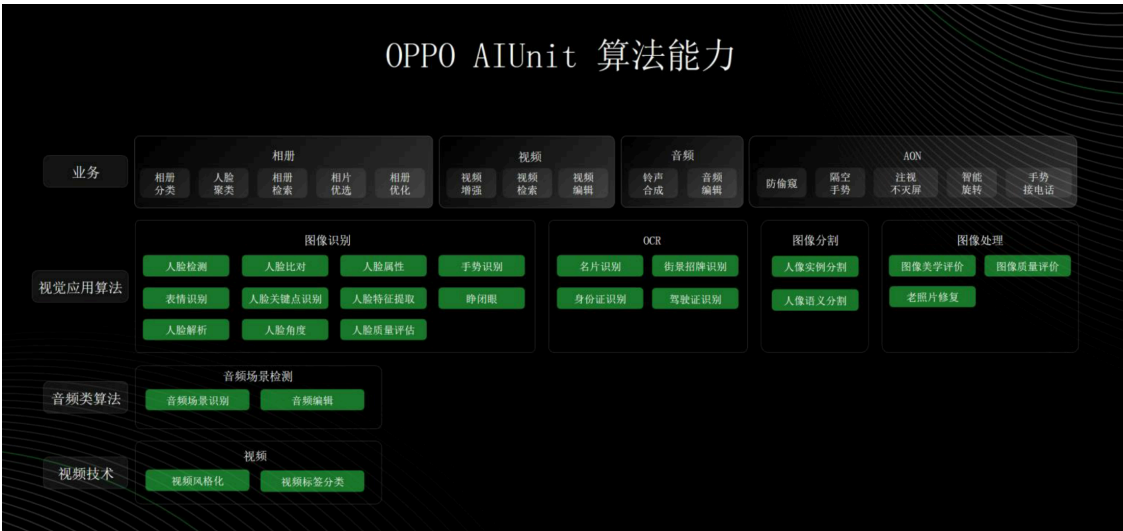 OPPO AIUnit 算法能力
业务
相册
相册
分类
人脸
聚类
相册
检索
相片
优选
相册
优化
视频
视频
增强
视频
检索
视频
编辑
音频
铃声
合成
音频
编辑
AON
防偷窥
隔空
手势
注视
不灭屏
智能
旋转
手势
接电话
视觉应用算法
图像识别
人脸检测
人脸比对
人脸属性
手势识别
表情识别
人脸关键点识别
人脸特征提取
睁闭眼
人脸解析
人脸角度
人脸质量评估
OCR
名片识别
街景招牌识别
身份证识别
驾驶证识别
图像分割
人像实例分割
人像语义分割
图像处理
图像美学评价
图像质量评价
老照片修复
音频类算法
音频场景检测
音频场景识别
音频编辑
视频技术
视频
视频风格化
视频标签分类